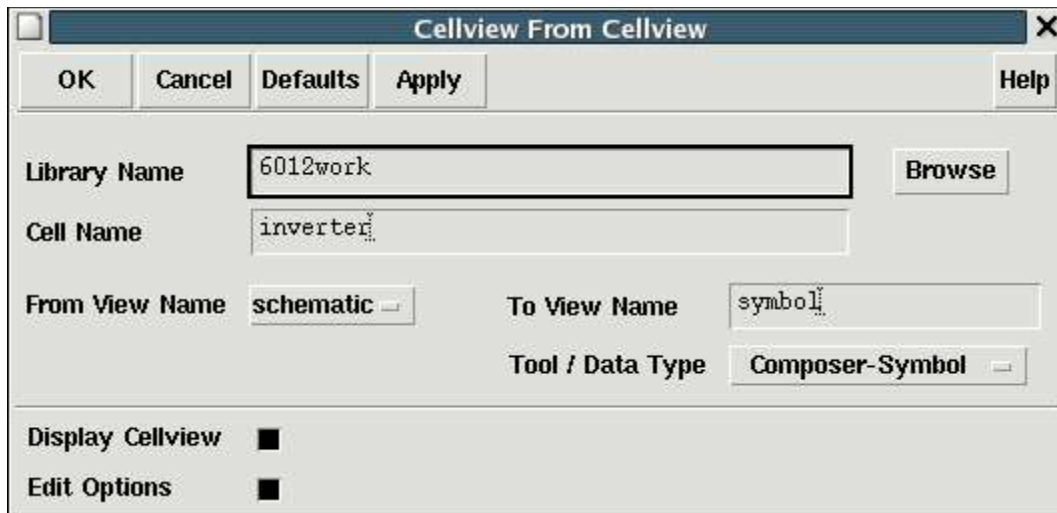 Cellview From Cellview
OK Cancel Defaults Apply Help
Library Name 6012work Browse
Cell Name inverter
From View Name schematic To View Name symbol
Tool / Data Type Composer-Symbol
Display Cellview
Edit Options